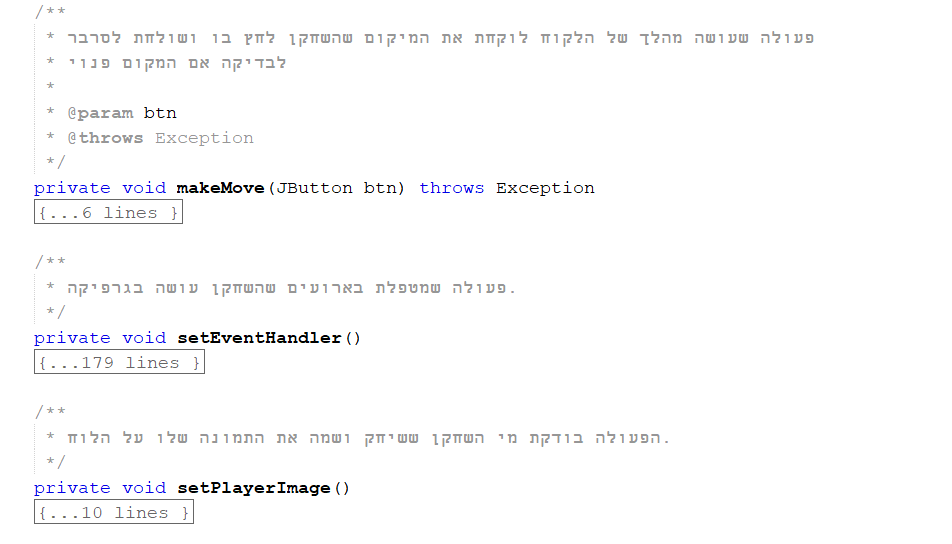 /**
* פעולה שעושה מהלך של הלקוח לוקחת את המיקום שהשחקן לחץ בו ושולחת לסרבר
* לבדיקה אם המקום פנוי
*
* @param btn
* @throws Exception
*/
private void makeMove(JButton btn) throws Exception
{...6 lines }
/**
* פעולה שמטפלת בארועים שהשחקן עושה בגרפיקה.
*/
private void setEventHandler()
{...179 lines }
/**
* הפעולה בודקת מי השחקן ששיחק ושמה את התמונה שלו על הלוח.
*/
private void setPlayerImage()
{...10 lines }